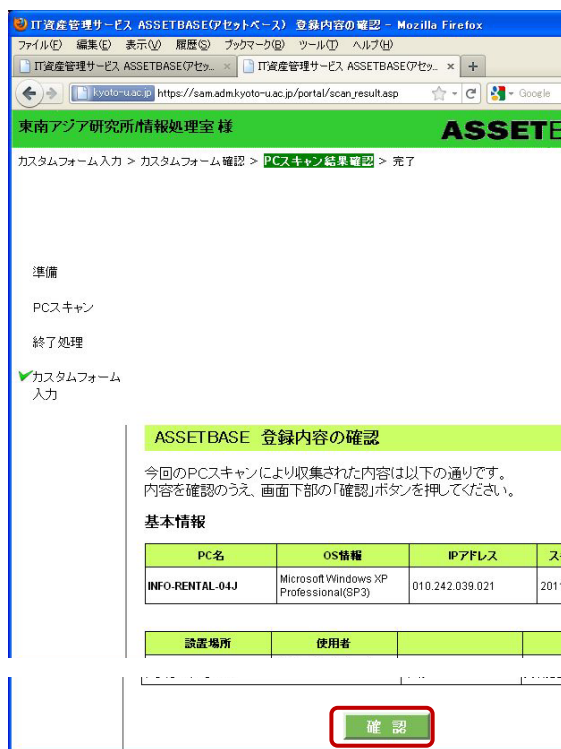 IT資産管理サービス ASSETBASE(アセットベース) 登録内容の確認 - Mozilla Firefox
ファイル(F) 編集(E) 表示(V) 履歴(S) ブックマーク(B) ツール(T) ヘルプ(H)
IT資産管理サービス ASSETBASE(アセッ... × IT資産管理サービス ASSETBASE(アセッ... × +
kyoto-u.ac.jp https://sam.adm.kyoto-u.ac.jp/portal/scan_result.asp Google
東南アジア研究所/情報処理室 様 ASSETB
カスタムフォーム入力 > カスタムフォーム確認 > PCスキャン結果確認 > 完了
準備
PCスキャン
終了処理
カスタムフォーム
入力
ASSETBASE 登録内容の確認
今回のPCスキャンにより収集された内容は以下の通りです。
内容を確認のうえ、画面下部の「確認」ボタンを押してください。
基本情報
PC名 OS情報 IPアドレス スキ
INFO-RENTAL-04J Microsoft Windows XP Professional(SP3) 010.242.039.021 2011
設置場所 使用者
確 認